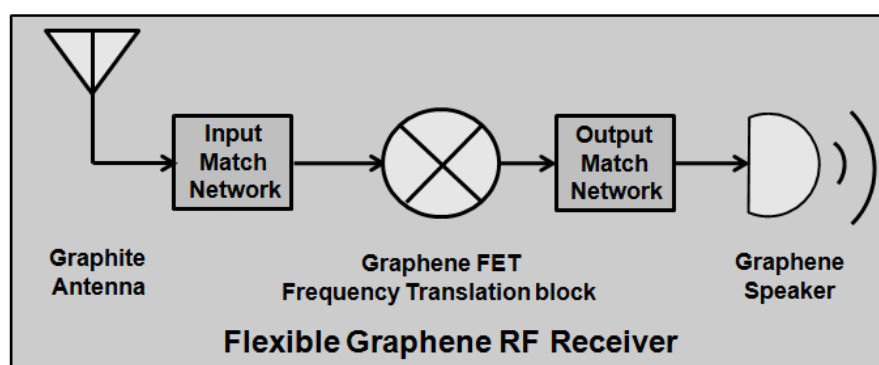 Input
Match
Network
Output
Match
Network
Graphite
Antenna
Graphene FET
Frequency Translation block
Graphene
Speaker
Flexible Graphene RF Receiver